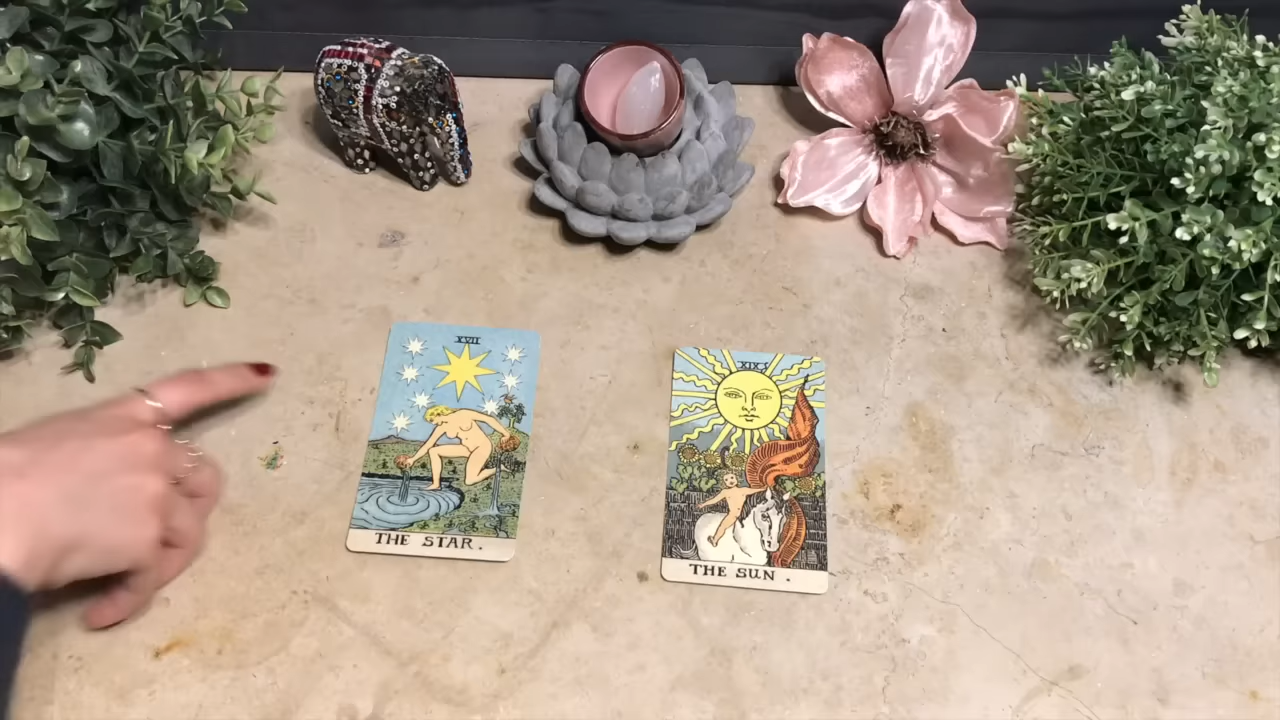 XVII
THE STAR.
XIX
THE SUN .